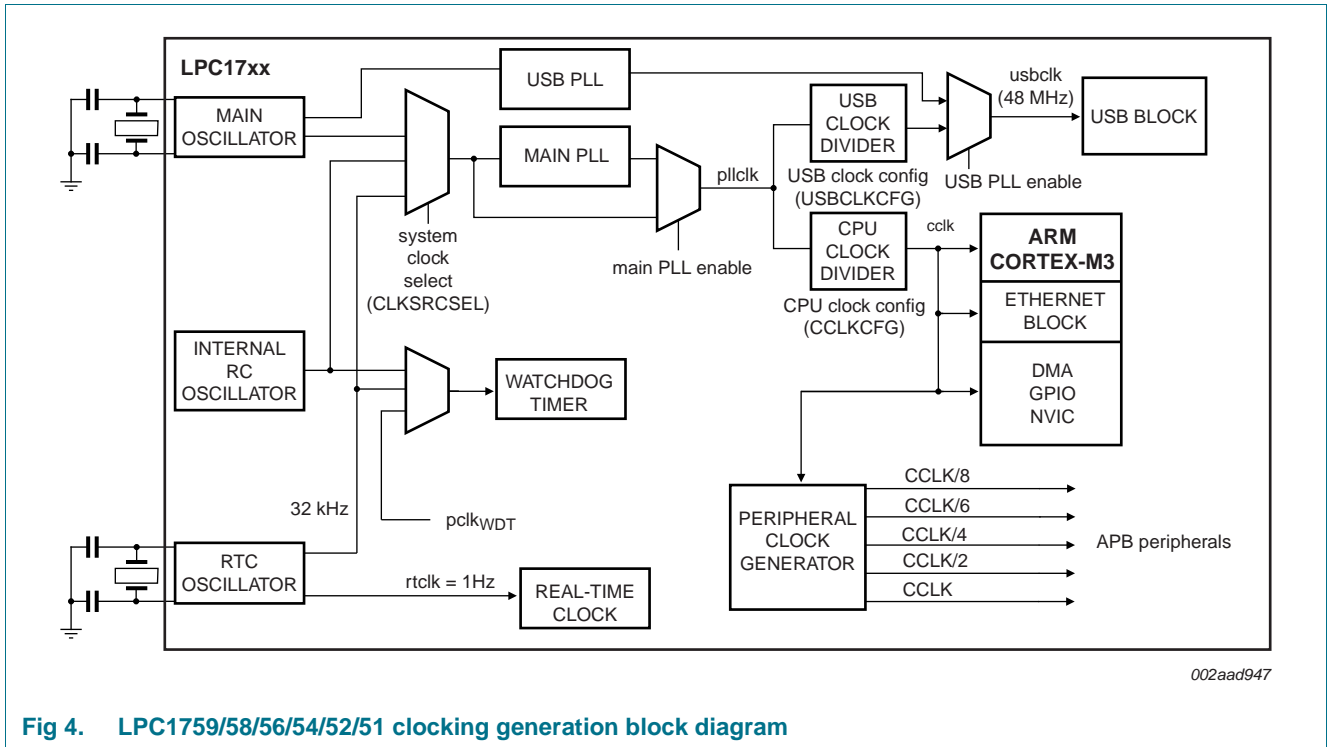 LPC17xx
MAIN
OSCILLATOR
USB PLL
MAIN PLL
system
clock
select
(CLKSRCSEL)
main PLL enable
pllclk
USB
CLOCK
DIVIDER
USB clock config
(USBCLKCFG)
usbclk
(48 MHz)
USB BLOCK
USB PLL enable
CPU
CLOCK
DIVIDER
CPU clock config
(CCLKCFG)
cclk
ARM
CORTEX-M3
ETHERNET
BLOCK
DMA
GPIO
NVIC
INTERNAL
RC
OSCILLATOR
WATCHDOG
TIMER
32 kHz
pclkWDT
RTC
OSCILLATOR
rtclk = 1Hz
REAL-TIME
CLOCK
PERIPHERAL
CLOCK
GENERATOR
CCLK/8
CCLK/6
CCLK/4
CCLK/2
CCLK
APB peripherals
002aad947
Fig 4. LPC1759/58/56/54/52/51 clocking generation block diagram